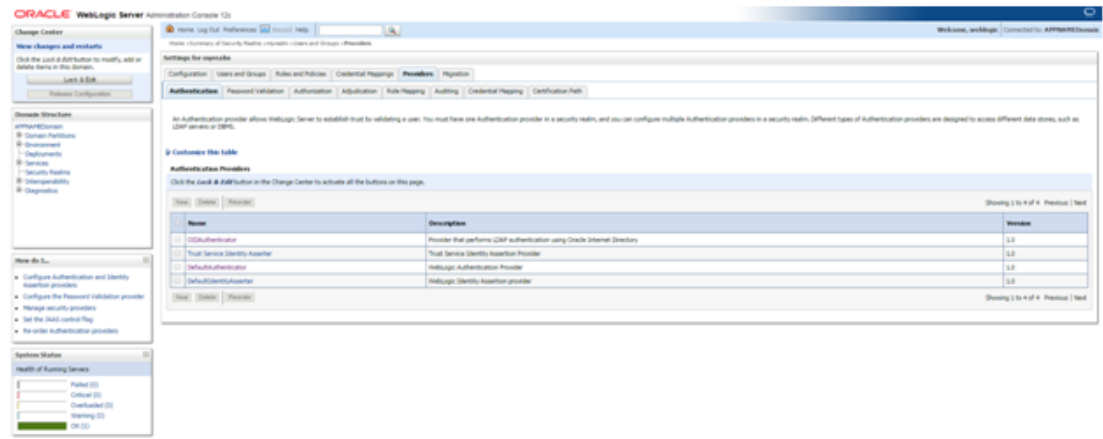 ORACLE WebLogic Server Administration Console 12c
Change Center
View changes and restarts
Click the Lock & Edit button to modify, add or
delete items in this domain.
Lock & Edit
Release Configuration
Domain Structure
APPNAMEDomain
Domain Partitions
Environment
Deployments
Services
Security Realms
Interoperability
Diagnostics
How do I...
Configure Authentication and Identity
Assertion providers
Configure the Password Validation provider
Manage security providers
Set the JAAS control flag
Re-order Authentication providers
System Status
Health of Running Servers
Failed (0)
Critical (0)
Overloaded (0)
Warning (0)
OK (1)
Home Log Out Preferences Record Help
Welcome, weblogic Connected to: APPNAMEDomain
Home >Summary of Security Realms >myrealm >Users and Groups >Providers
Settings for myrealm
Configuration Users and Groups Roles and Policies Credential Mappings Providers Migration
Authentication Password Validation Authorization Adjudication Role Mapping Auditing Credential Mapping Certification Path
An Authentication provider allows WebLogic Server to establish trust by validating a user. You must have one Authentication provider in a security realm, and you can configure multiple Authentication providers in a security realm. Different types of Authentication providers are designed to access different data stores, such as
LDAP servers or DBMS.
Customize this table
Authentication Providers
Click the Lock & Edit button in the Change Center to activate all the buttons on this page.
New Delete Reorder Showing 1 to 4 of 4 Previous | Next
Name Description Version
OIDAuthenticator Provider that performs LDAP authentication using Oracle Internet Directory 1.0
Trust Service Identity Asserter Trust Service Identity Assertion Provider 1.0
DefaultAuthenticator WebLogic Authentication Provider 1.0
DefaultIdentityAsserter WebLogic Identity Assertion provider 1.0
New Delete Reorder Showing 1 to 4 of 4 Previous | Next